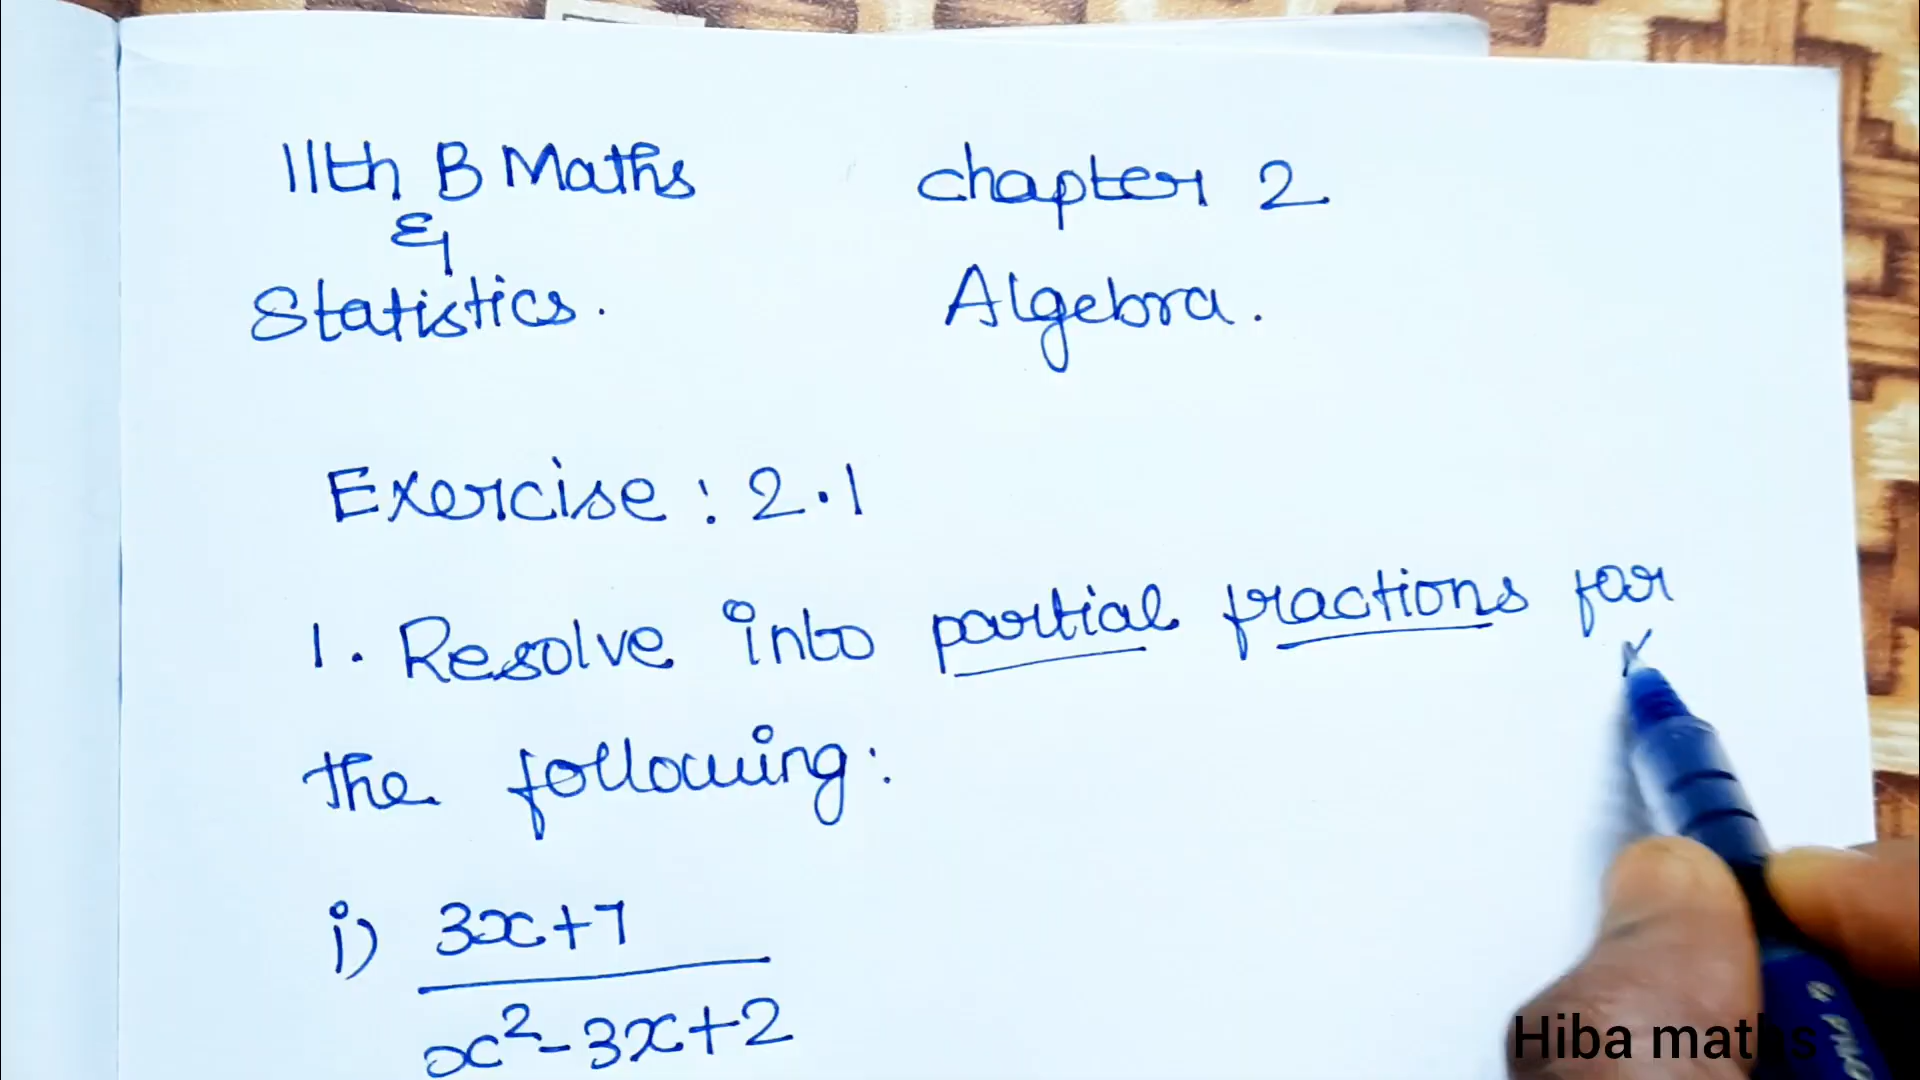 11th B Maths
&
Statistics.
chapter 2
Algebra.
Exercise : 2.1
1. Resolve into partial fractions for
the following:
i) 3x+7
x²-3x+2
Hiba maths